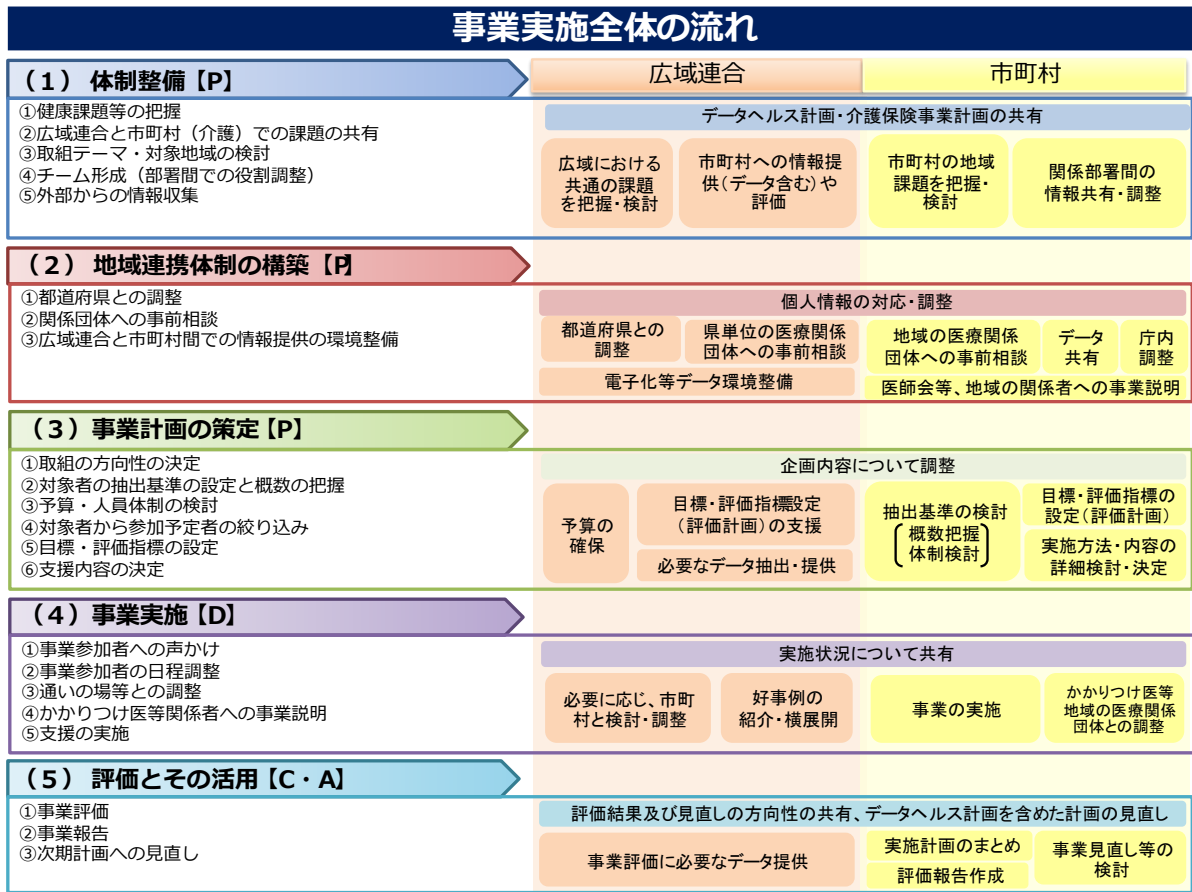 事業実施全体の流れ
（１） 体制整備【P】
広域連合
市町村
①健康課題等の把握
②広域連合と市町村（介護）での課題の共有
③取組テーマ・対象地域の検討
④チーム形成（部署間での役割調整）
⑤外部からの情報収集
データヘルス計画・介護保険事業計画の共有
広域における
共通の課題
を把握・検討
市町村への情報提
供（データ含む）や
評価
市町村の地域
課題を把握・
検討
関係部署間の
情報共有・調整
（２） 地域連携体制の構築【P】
①都道府県との調整
②関係団体への事前相談
③広域連合と市町村間での情報提供の環境整備
個人情報の対応・調整
都道府県との
調整
県単位の医療関係
団体への事前相談
地域の医療関係
団体への事前相談
データ
共有
庁内
調整
電子化等データ環境整備
医師会等、地域の関係者への事業説明
（３）事業計画の策定【P】
①取組の方向性の決定
②対象者の抽出基準の設定と概数の把握
③予算・人員体制の検討
④対象者から参加予定者の絞り込み
⑤目標・評価指標の設定
⑥支援内容の決定
企画内容について調整
予算の
確保
目標・評価指標設定
（評価計画）の支援
必要なデータ抽出・提供
抽出基準の検討
概数把握
体制検討
目標・評価指標の
設定（評価計画）
実施方法・内容の
詳細検討・決定
（４）事業実施【D】
①事業参加者への声かけ
②事業参加者の日程調整
③通いの場等との調整
④かかりつけ医等関係者への事業説明
⑤支援の実施
実施状況について共有
必要に応じ、市町
村と検討・調整
好事例の
紹介・横展開
事業の実施
かかりつけ医等
地域の医療関係
団体との調整
（５） 評価とその活用【C・A】
①事業評価
②事業報告
③次期計画への見直し
評価結果及び見直しの方向性の共有、データヘルス計画を含めた計画の見直し
事業評価に必要なデータ提供
実施計画のまとめ
評価報告作成
事業見直し等の
検討